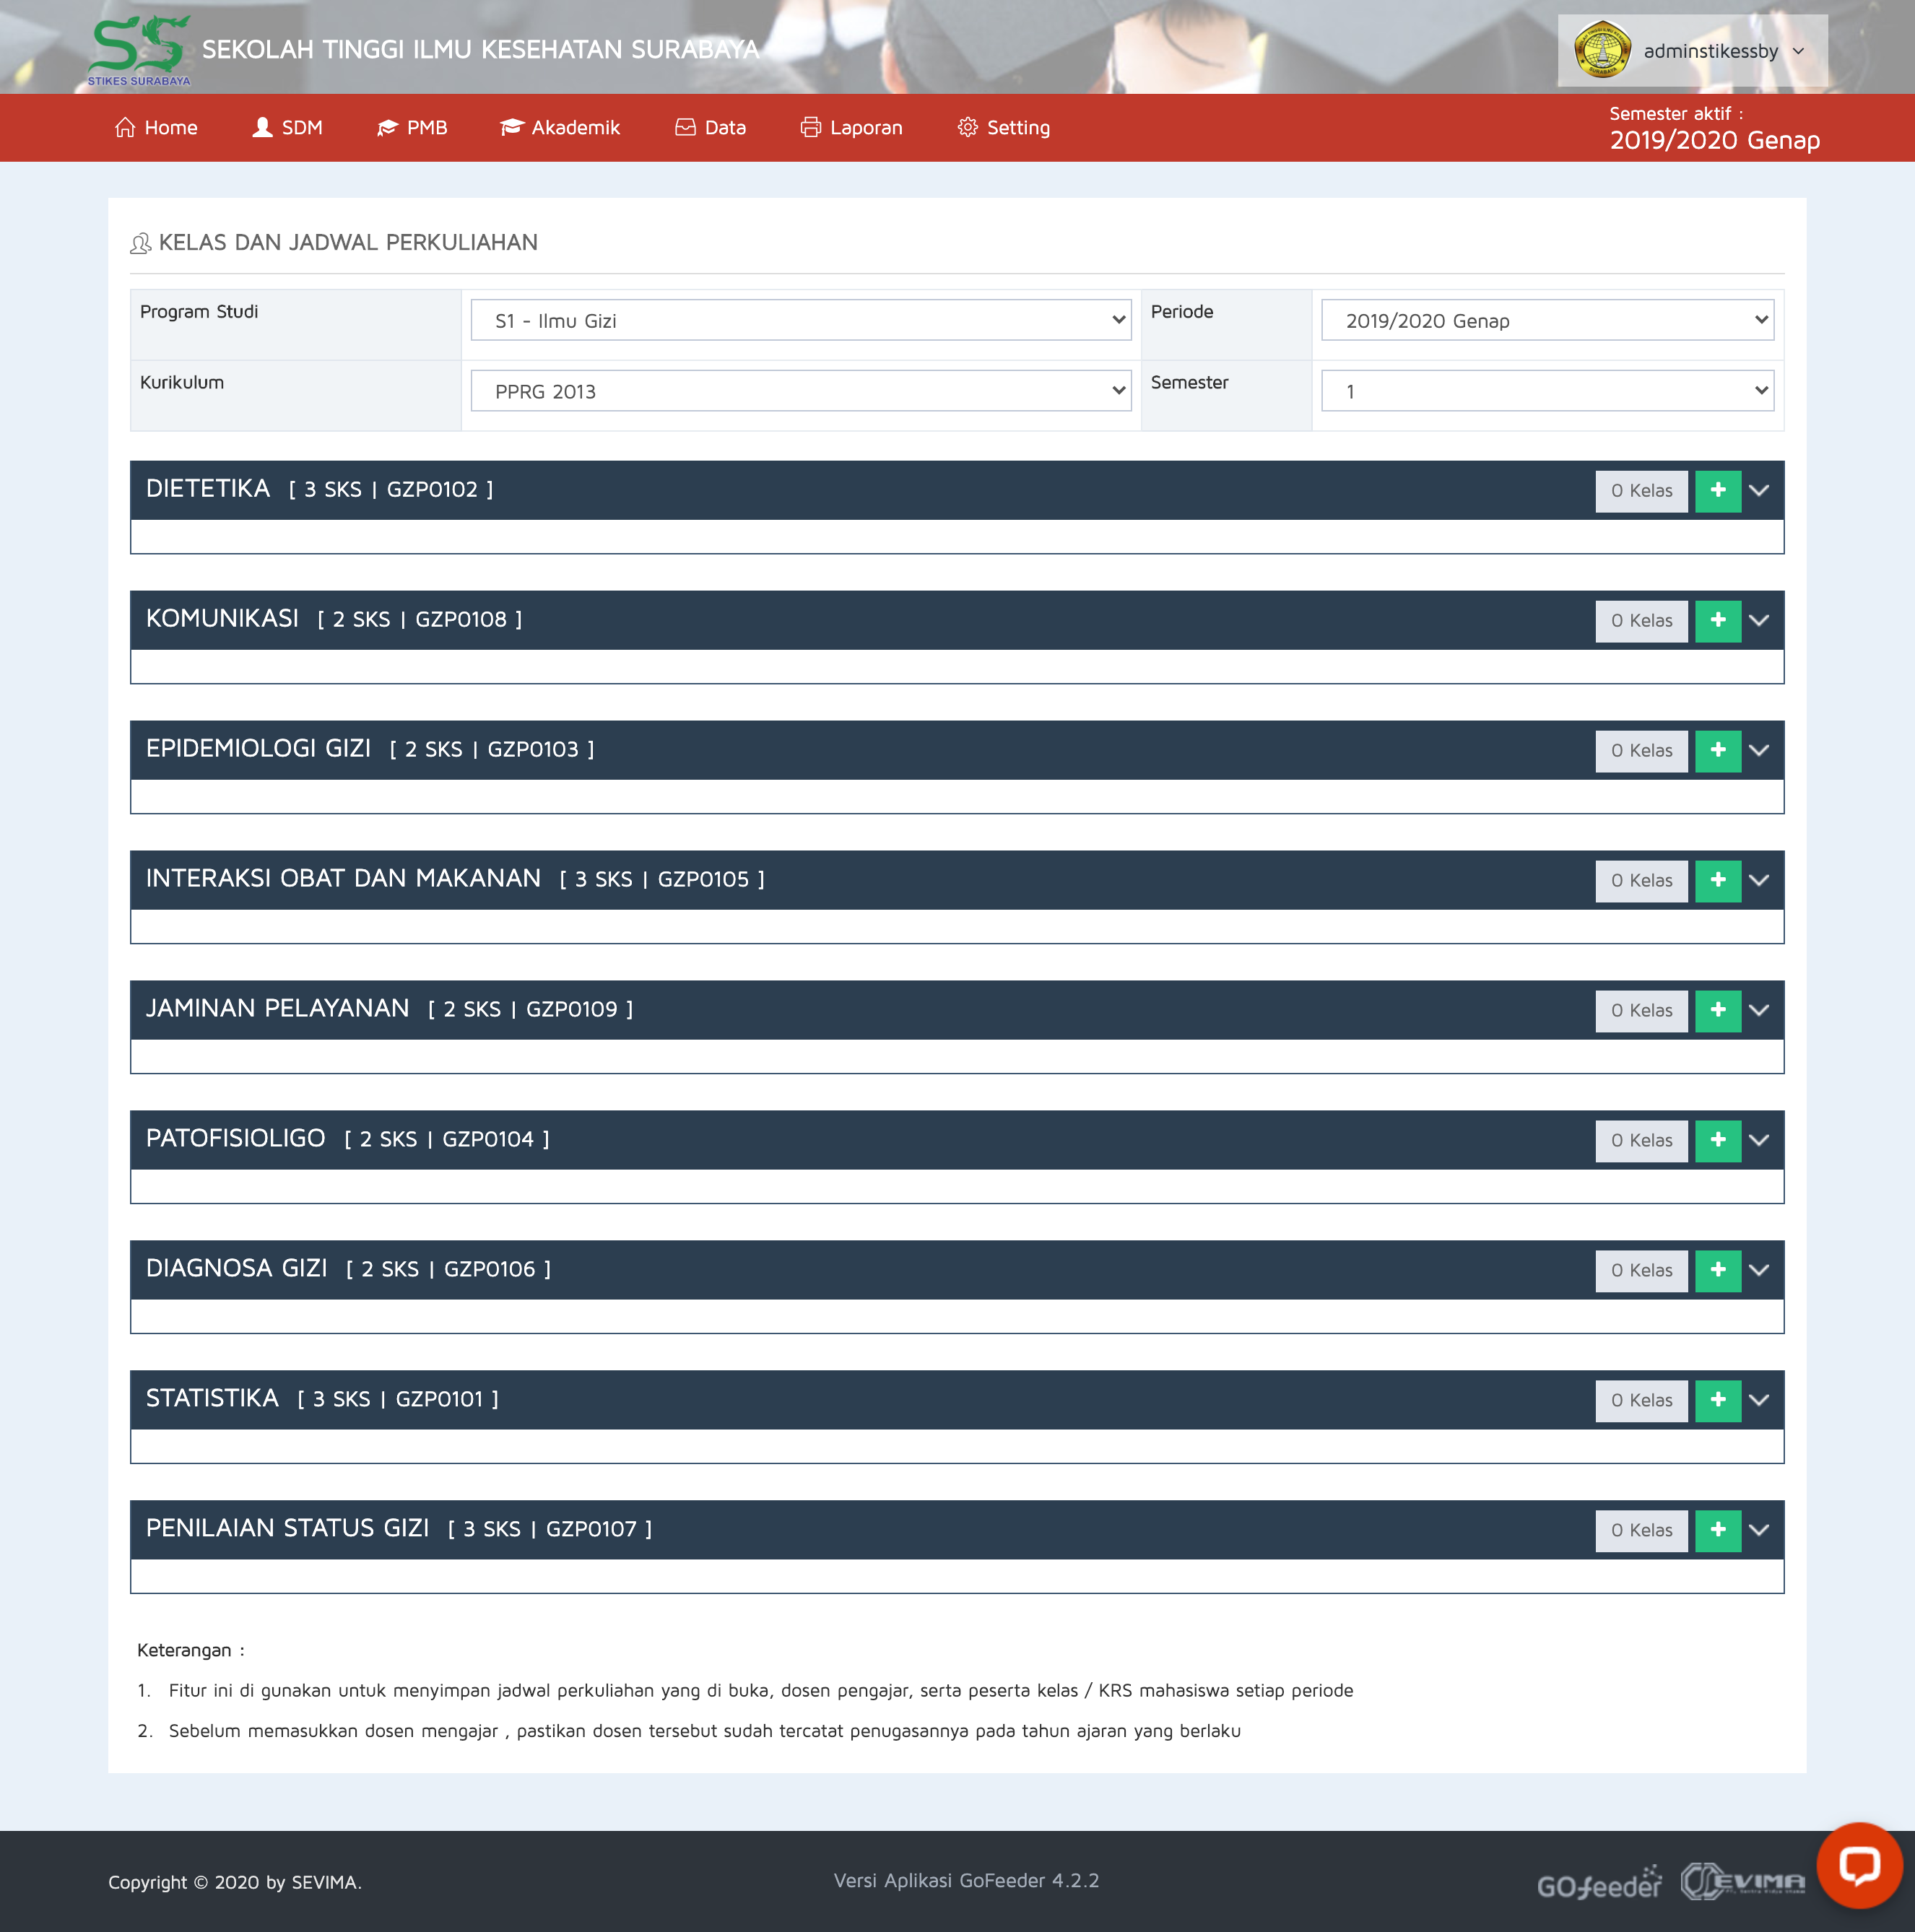 STIKES SURABAYA
SEKOLAH TINGGI ILMU KESEHATAN SURABAYA
adminstikessby
Home SDM PMB Akademik Data Laporan Setting
Semester aktif :
2019/2020 Genap
KELAS DAN JADWAL PERKULIAHAN
Program Studi S1 - Ilmu Gizi Periode 2019/2020 Genap
Kurikulum PPRG 2013 Semester 1
DIETETIKA [ 3 SKS | GZP0102 ] 0 Kelas
KOMUNIKASI [ 2 SKS | GZP0108 ] 0 Kelas
EPIDEMIOLOGI GIZI [ 2 SKS | GZP0103 ] 0 Kelas
INTERAKSI OBAT DAN MAKANAN [ 3 SKS | GZP0105 ] 0 Kelas
JAMINAN PELAYANAN [ 2 SKS | GZP0109 ] 0 Kelas
PATOFISIOLIGO [ 2 SKS | GZP0104 ] 0 Kelas
DIAGNOSA GIZI [ 2 SKS | GZP0106 ] 0 Kelas
STATISTIKA [ 3 SKS | GZP0101 ] 0 Kelas
PENILAIAN STATUS GIZI [ 3 SKS | GZP0107 ] 0 Kelas
Keterangan :
1. Fitur ini di gunakan untuk menyimpan jadwal perkuliahan yang di buka, dosen pengajar, serta peserta kelas / KRS mahasiswa setiap periode
2. Sebelum memasukkan dosen mengajar , pastikan dosen tersebut sudah tercatat penugasannya pada tahun ajaran yang berlaku
Copyright © 2020 by SEVIMA.
Versi Aplikasi GoFeeder 4.2.2
GOfeeder
SEVIMA